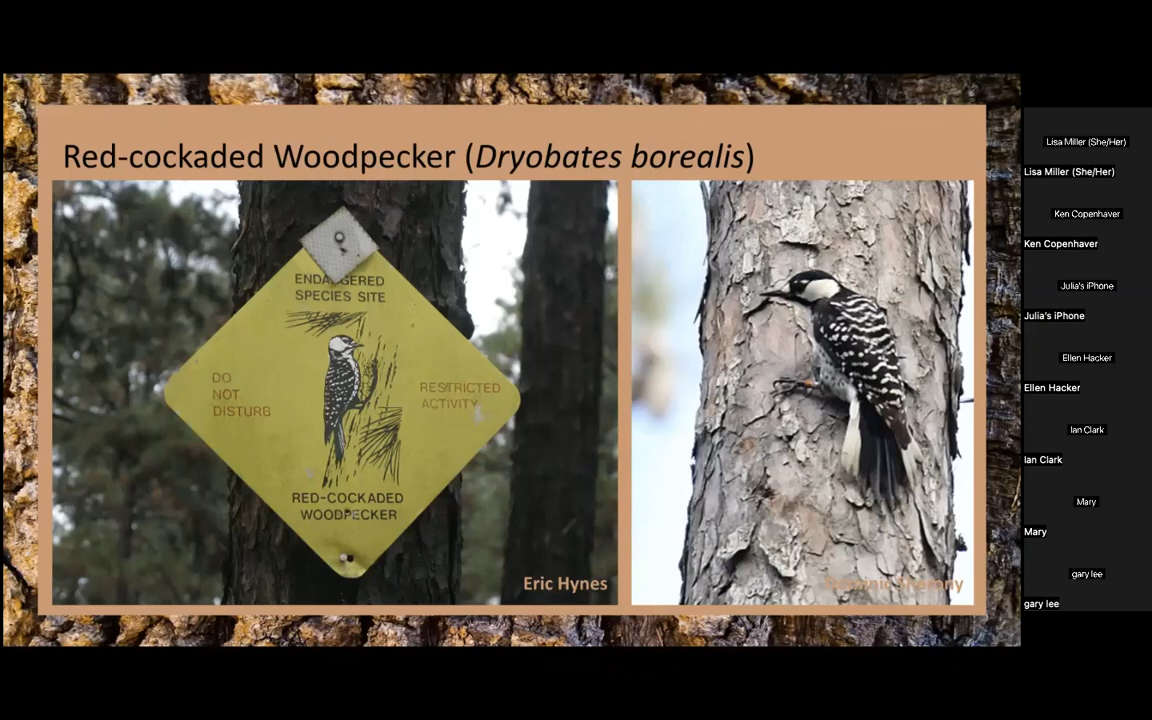 Red-cockaded Woodpecker (Dryobates borealis)
ENDANGERED
SPECIES SITE
DO
NOT
DISTURB
RESTRICTED
ACTIVITY
RED-COCKADED
WOODPECKER
Eric Hynes
Lisa Miller (She/Her)
Lisa Miller (She/Her)
Ken Copenhaver
Ken Copenhaver
Julia's iPhone
Julia's iPhone
Ellen Hacker
Ellen Hacker
Ian Clark
Ian Clark
Mary
Mary
gary lee
gary lee